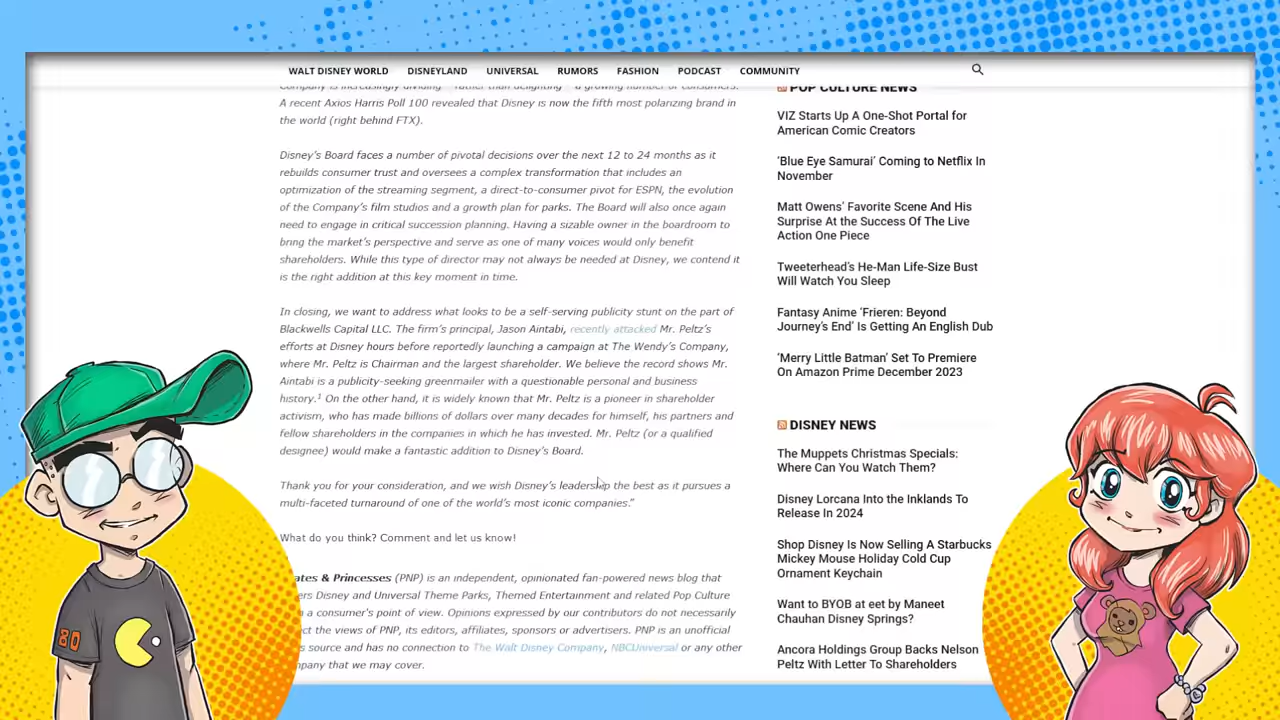 WALT DISNEY WORLD DISNEYLAND UNIVERSAL RUMORS FASHION PODCAST COMMUNITY
Company is increasingly dividing – rather than delighting – a growing number of consumers.
A recent Axios Harris Poll 100 revealed that Disney is now the fifth most polarizing brand in
the world (right behind FTX).
Disney’s Board faces a number of pivotal decisions over the next 12 to 24 months as it
rebuilds consumer trust and oversees a complex transformation that includes an
optimization of the streaming segment, a direct-to-consumer pivot for ESPN, the evolution
of the Company’s film studios and a growth plan for parks. The Board will also once again
need to engage in critical succession planning. Having a sizable owner in the boardroom to
bring the market’s perspective and serve as one of many voices would only benefit
shareholders. While this type of director may not always be needed at Disney, we contend it
is the right addition at this key moment in time.
In closing, we want to address what looks to be a self-serving publicity stunt on the part of
Blackwells Capital LLC. The firm’s principal, Jason Aintabi, recently attacked Mr. Peltz’s
efforts at Disney hours before reportedly launching a campaign at The Wendy’s Company,
where Mr. Peltz is Chairman and the largest shareholder. We believe the record shows Mr.
Aintabi is a publicity-seeking greenmailer with a questionable personal and business
history.¹ On the other hand, it is widely known that Mr. Peltz is a pioneer in shareholder
activism, who has made billions of dollars over many decades for himself, his partners and
fellow shareholders in the companies in which he has invested. Mr. Peltz (or a qualified
designee) would make a fantastic addition to Disney’s Board.
Thank you for your consideration, and we wish Disney’s leadership the best as it pursues a
multi-faceted turnaround of one of the world’s most iconic companies.”
What do you think? Comment and let us know!
ates & Princesses (PNP) is an independent, opinionated fan-powered news blog that
ers Disney and Universal Theme Parks, Themed Entertainment and related Pop Culture
a consumer's point of view. Opinions expressed by our contributors do not necessarily
ct the views of PNP, its editors, affiliates, sponsors or advertisers. PNP is an unofficial
s source and has no connection to The Walt Disney Company, NBCUniversal or any other
mpany that we may cover.
POP CULTURE NEWS
VIZ Starts Up A One-Shot Portal for
American Comic Creators
‘Blue Eye Samurai’ Coming to Netflix In
November
Matt Owens’ Favorite Scene And His
Surprise At the Success Of The Live
Action One Piece
Tweeterhead’s He-Man Life-Size Bust
Will Watch You Sleep
Fantasy Anime ‘Frieren: Beyond
Journey’s End’ Is Getting An English Dub
‘Merry Little Batman’ Set To Premiere
On Amazon Prime December 2023
DISNEY NEWS
The Muppets Christmas Specials:
Where Can You Watch Them?
Disney Lorcana Into the Inklands To
Release In 2024
Shop Disney Is Now Selling A Starbucks
Mickey Mouse Holiday Cold Cup
Ornament Keychain
Want to BYOB at eet by Maneet
Chauhan Disney Springs?
Ancora Holdings Group Backs Nelson
Peltz With Letter To Shareholders
80